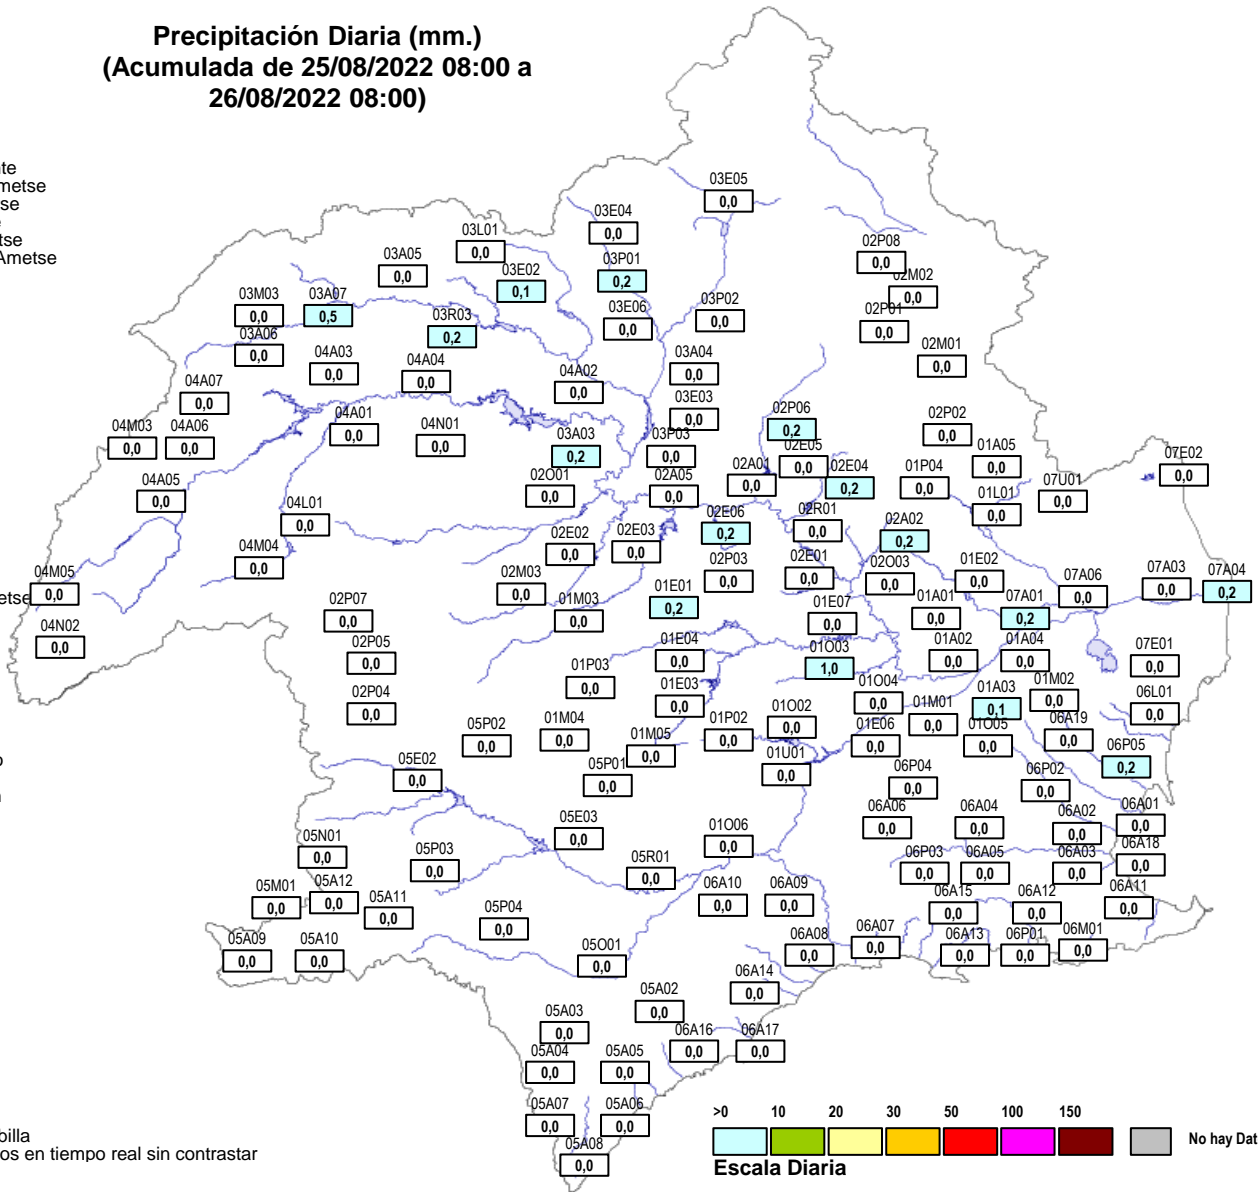 Precipitación Diaria (mm.)
(Acumulada de 25/08/2022 08:00 a
26/08/2022 08:00)
03E05
0,0
03E04
0,0
03L01
0,0
02P08
0,0
03A05
0,0
03E02
0,1
03P01
0,2
02M02
0,0
03M03
0,0
03A07
0,5
03R03
0,2
03E06
0,0
03P02
0,0
02P01
0,0
03A06
0,0
04A03
0,0
04A04
0,0
04A02
0,0
03A04
0,0
02M01
0,0
04A07
0,0
03E03
0,0
04M03
0,0
04A06
0,0
04A01
0,0
04N01
0,0
03A03
0,2
03P03
0,0
02P06
0,2
02E05
0,0
02P02
0,0
01A05
0,0
07E02
0,0
04A05
0,0
02O01
0,0
02A05
0,0
02A01
0,0
02E04
0,2
01P04
0,0
01L01
0,0
07U01
0,0
04L01
0,0
02E02
0,0
02E03
0,0
02E06
0,2
02R01
0,0
02A02
0,2
04M04
0,0
04M05
0,0
02M03
0,0
01M03
0,0
01E01
0,2
02P03
0,0
02E01
0,0
02O03
0,0
01E02
0,0
07A06
0,0
07A03
0,0
07A04
0,2
04N02
0,0
02P07
0,0
01E07
0,0
01A01
0,0
07A01
0,2
02P05
0,0
01E04
0,0
01O03
1,0
01A02
0,0
01A04
0,0
07E01
0,0
02P04
0,0
01P03
0,0
01E03
0,0
01O04
0,0
01A03
0,1
01M02
0,0
06L01
0,0
05P02
0,0
01M04
0,0
01M05
0,0
01P02
0,0
01O02
0,0
01E06
0,0
01M01
0,0
01O05
0,0
06A19
0,0
06P05
0,2
05E02
0,0
05P01
0,0
01U01
0,0
06P04
0,0
06P02
0,0
05E03
0,0
01O06
0,0
06A06
0,0
06A04
0,0
06A02
0,0
06A01
0,0
05N01
0,0
05P03
0,0
05R01
0,0
06P03
0,0
06A05
0,0
06A03
0,0
06A18
0,0
05M01
0,0
05A12
0,0
05A11
0,0
05P04
0,0
06A10
0,0
06A09
0,0
06A15
0,0
06A12
0,0
06A11
0,0
05A09
0,0
05A10
0,0
05O01
0,0
06A08
0,0
06A07
0,0
06A13
0,0
06P01
0,0
06M01
0,0
05A02
0,0
06A14
0,0
05A03
0,0
06A16
0,0
06A17
0,0
05A04
0,0
05A05
0,0
05A07
0,0
05A06
0,0
05A08
0,0
nte
metse
tse
Ametse
etse
billa
os en tiempo real sin contrastar
>0 10 20 30 50 100 150
No hay Dat
Escala Diaria